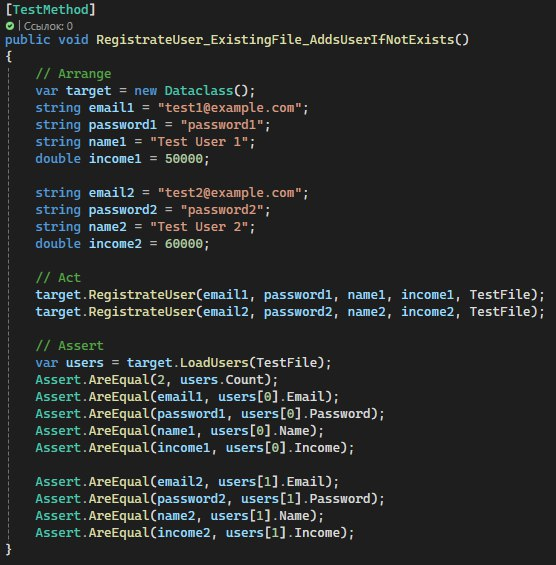 [TestMethod]
| Ссылок: 0
public void RegistrateUser_ExistingFile_AddsUserIfNotExists()
{
    // Arrange
    var target = new Dataclass();
    string email1 = "test1@example.com";
    string password1 = "password1";
    string name1 = "Test User 1";
    double income1 = 50000;

    string email2 = "test2@example.com";
    string password2 = "password2";
    string name2 = "Test User 2";
    double income2 = 60000;

    // Act
    target.RegistrateUser(email1, password1, name1, income1, TestFile);
    target.RegistrateUser(email2, password2, name2, income2, TestFile);

    // Assert
    var users = target.LoadUsers(TestFile);
    Assert.AreEqual(2, users.Count);
    Assert.AreEqual(email1, users[0].Email);
    Assert.AreEqual(password1, users[0].Password);
    Assert.AreEqual(name1, users[0].Name);
    Assert.AreEqual(income1, users[0].Income);

    Assert.AreEqual(email2, users[1].Email);
    Assert.AreEqual(password2, users[1].Password);
    Assert.AreEqual(name2, users[1].Name);
    Assert.AreEqual(income2, users[1].Income);
}